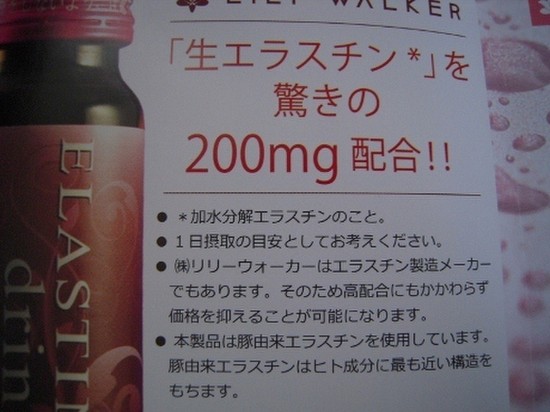 LILY WALKER
「生エラスチン*」を
驚きの
200mg 配合!!
● *加水分解エラスチンのこと。
● 1日摂取の目安としてお考えください。
● ㈱リリーウォーカーはエラスチン製造メーカー
でもあります。そのため高配合にもかかわらず
価格を抑えることが可能になります。
● 本製品は豚由来エラスチンを使用しています。
豚由来エラスチンはヒト成分に最も近い構造を
もちます。
ELASTI
drin